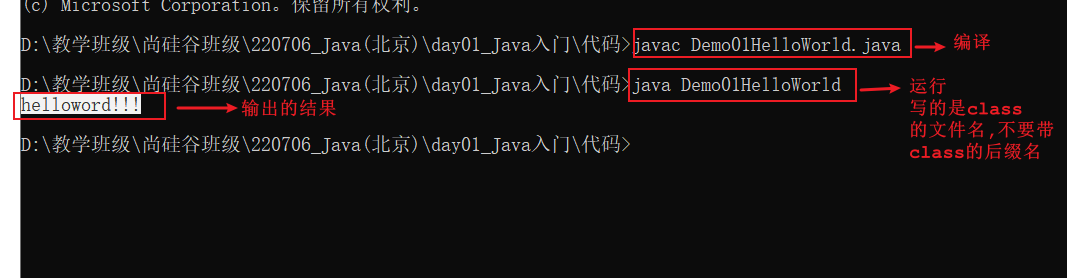 (c) Microsoft Corporation。保留所有权利。
D:\教学班级\尚硅谷班级\220706_Java(北京)\day01_Java入门\代码>javac Demo01HelloWorld.java
编译
D:\教学班级\尚硅谷班级\220706_Java(北京)\day01_Java入门\代码>java Demo01HelloWorld
运行
写的是class
的文件名,不要带
class的后缀名
helloword!!!
输出的结果
D:\教学班级\尚硅谷班级\220706_Java(北京)\day01_Java入门\代码>